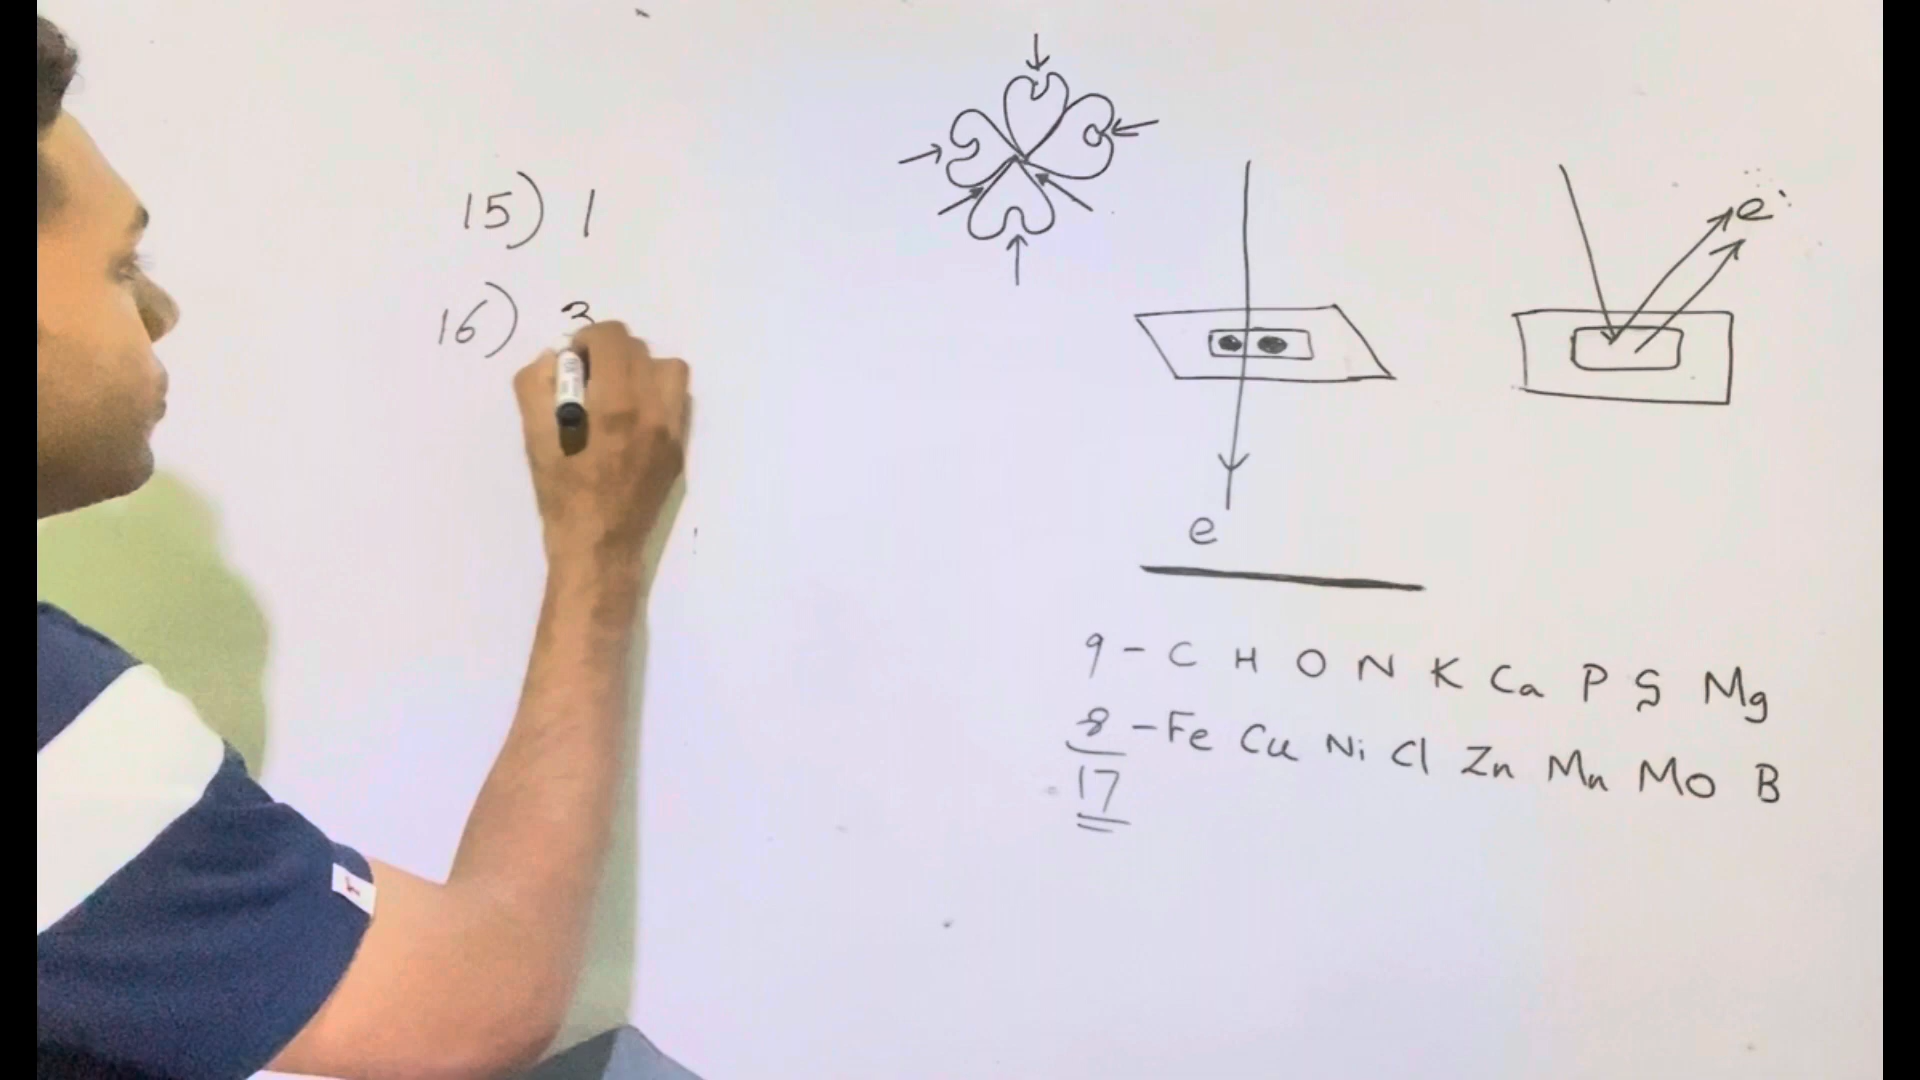 15) 1
16) 3
e
e
9 - C H O N K Ca P S Mg
8 - Fe Cu Ni Cl Zn Mn Mo B
17